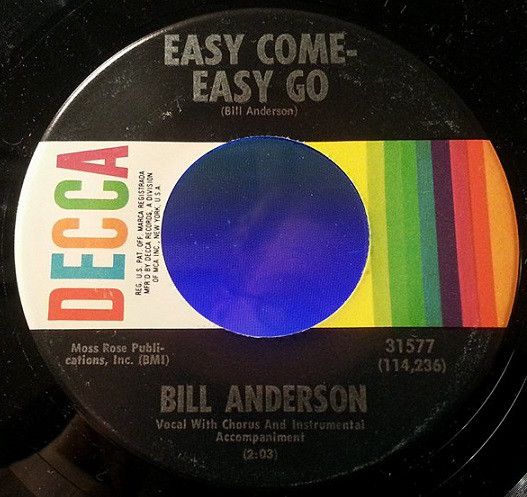 EASY COME-
EASY GO
(Bill Anderson)
DECCA
REG. U.S. PAT. OFF. MARCA REGISTRADA
MFR'D BY DECCA RECORDS, A DIVISION
OF MCA INC., NEW YORK, U.S.A.
Moss Rose Publi-
cations, Inc. (BMI)
31577
(114,236)
BILL ANDERSON
Vocal With Chorus And Instrumental
Accompaniment
(2:03)